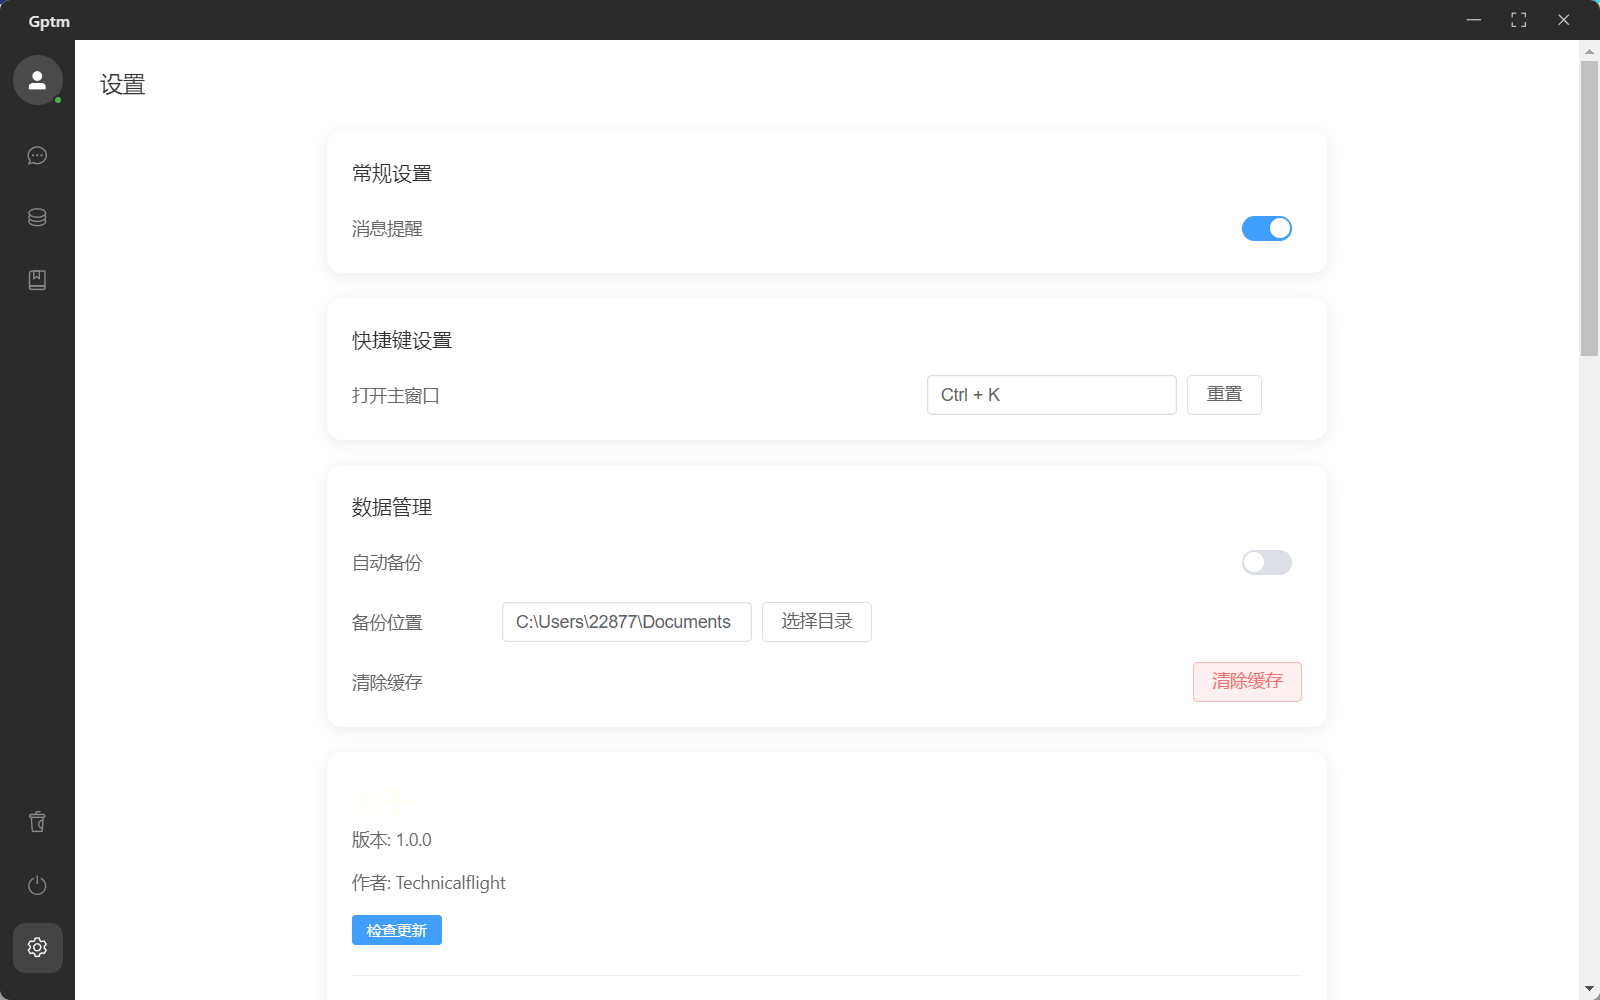 Gptm
设置
常规设置
消息提醒
快捷键设置
打开主窗口
Ctrl + K
重置
数据管理
自动备份
备份位置
C:\Users\22877\Documents
选择目录
清除缓存
清除缓存
版本: 1.0.0
作者: Technicalflight
检查更新